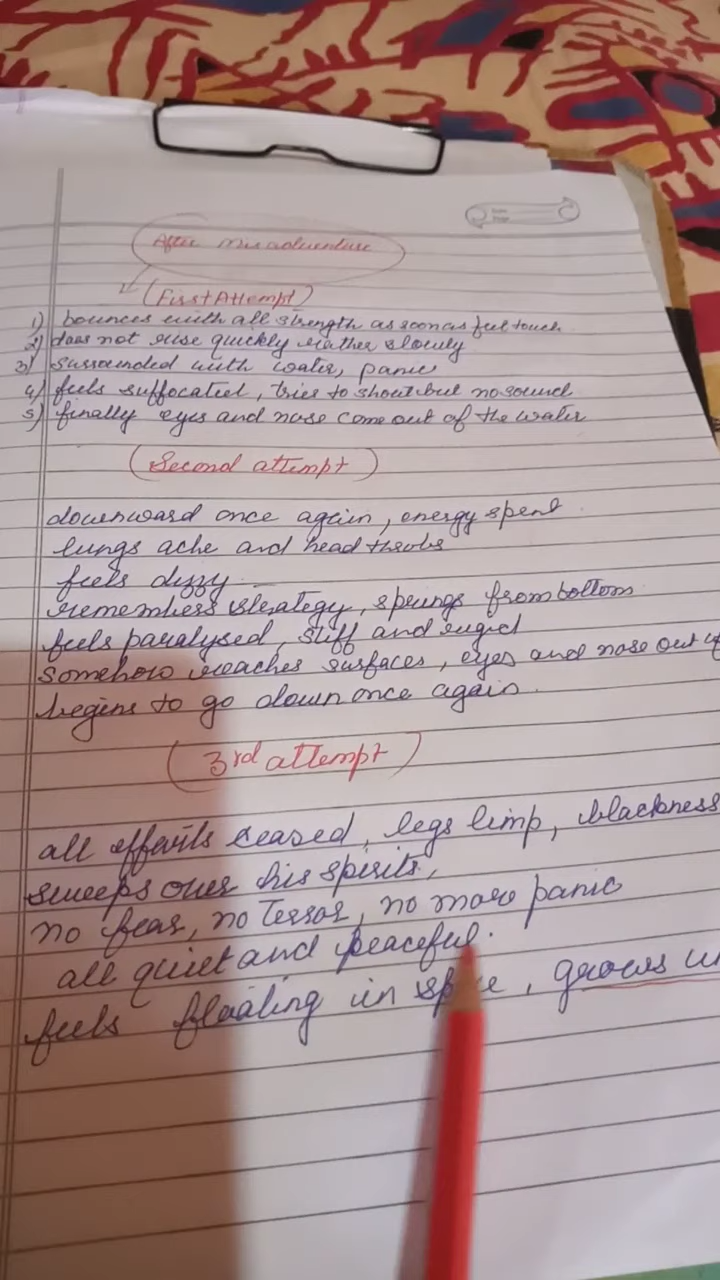 After misadventure
(First Attempt)
1) bounces with all strength as soon as feel touch
2) does not rise quickly rather slowly
3) surrounded with water, panic
4) feels suffocated, tries to shout but no sound
5) finally eyes and nose come out of the water
(Second attempt)
downward once again, energy spent
lungs ache and head throbs
feels dizzy
remembers strategy, springs from bottom
feels paralysed, stiff and rigid
somehow reaches surfaces, eyes and nose out of
begins to go down once again.
(3rd attempt)
all efforts ceased, legs limp, blackness
sweeps over his spirits,
no fear, no terror, no more panic
all quiet and peaceful.
feels floating in space, grows